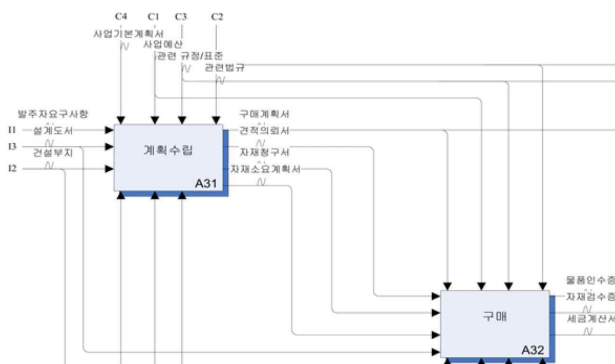 C4 C1 C3 C2
사업기본계획서
사업예산
관련 규정/표준
관련법규
발주자요구사항
구매계획서
I1 설계도서
견적의뢰서
I3
계획수립
건설부지
자재청구서
I2
자재소요계획서
A31
물품인수증
자재검수증
구매
세금계산서
A32